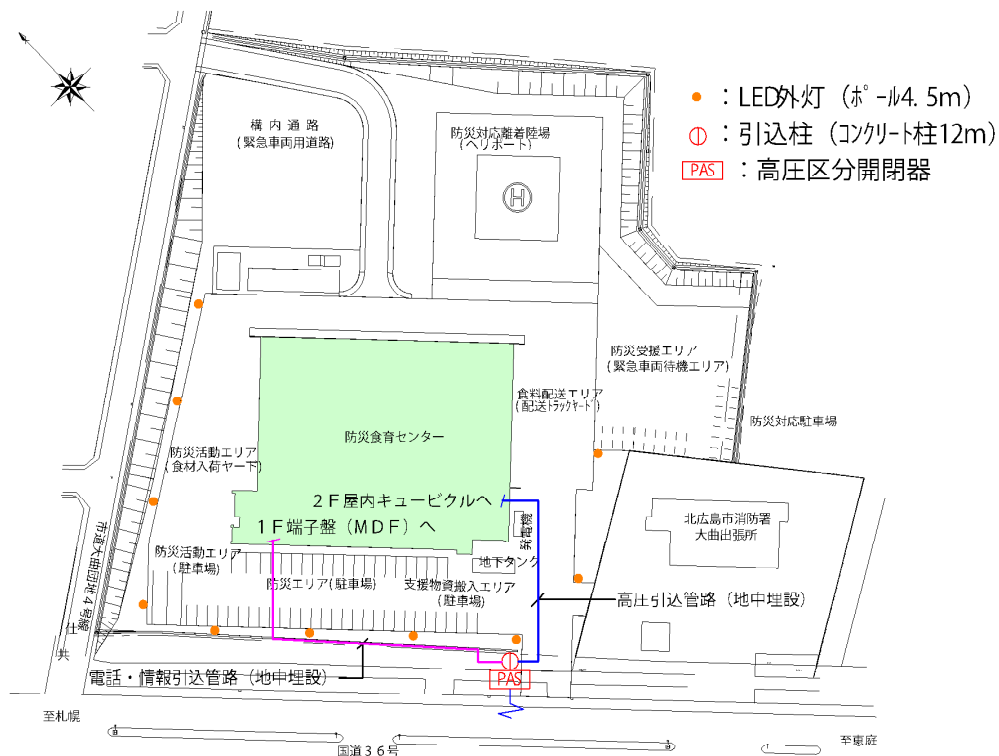 ：LED外灯（ﾎﾟｰﾙ4.5m）
：引込柱（ｺﾝｸﾘｰﾄ柱12m）
PAS
：高圧区分開閉器
構内通路
(緊急車両用道路)
防災対応離着陸場
(ヘリポート)
H
防災受援エリア
(緊急車両待機エリア)
食料配送エリア
(配送ﾄﾗｯｸﾔｰﾄﾞ)
防災対応駐車場
防災食育センター
防災活動エリア
(食材入荷ヤード)
2F屋内キュービクルへ
1F端子盤（MDF）へ
発電機
北広島市消防署
大曲出張所
市道大曲団地4号線
防災活動エリア
(駐車場)
地下タンク
防災エリア(駐車場)
支援物資搬入エリア
(駐車場)
高圧引込管路（地中埋設）
電話・情報引込管路（地中埋設）
PAS
至札幌
国道36号